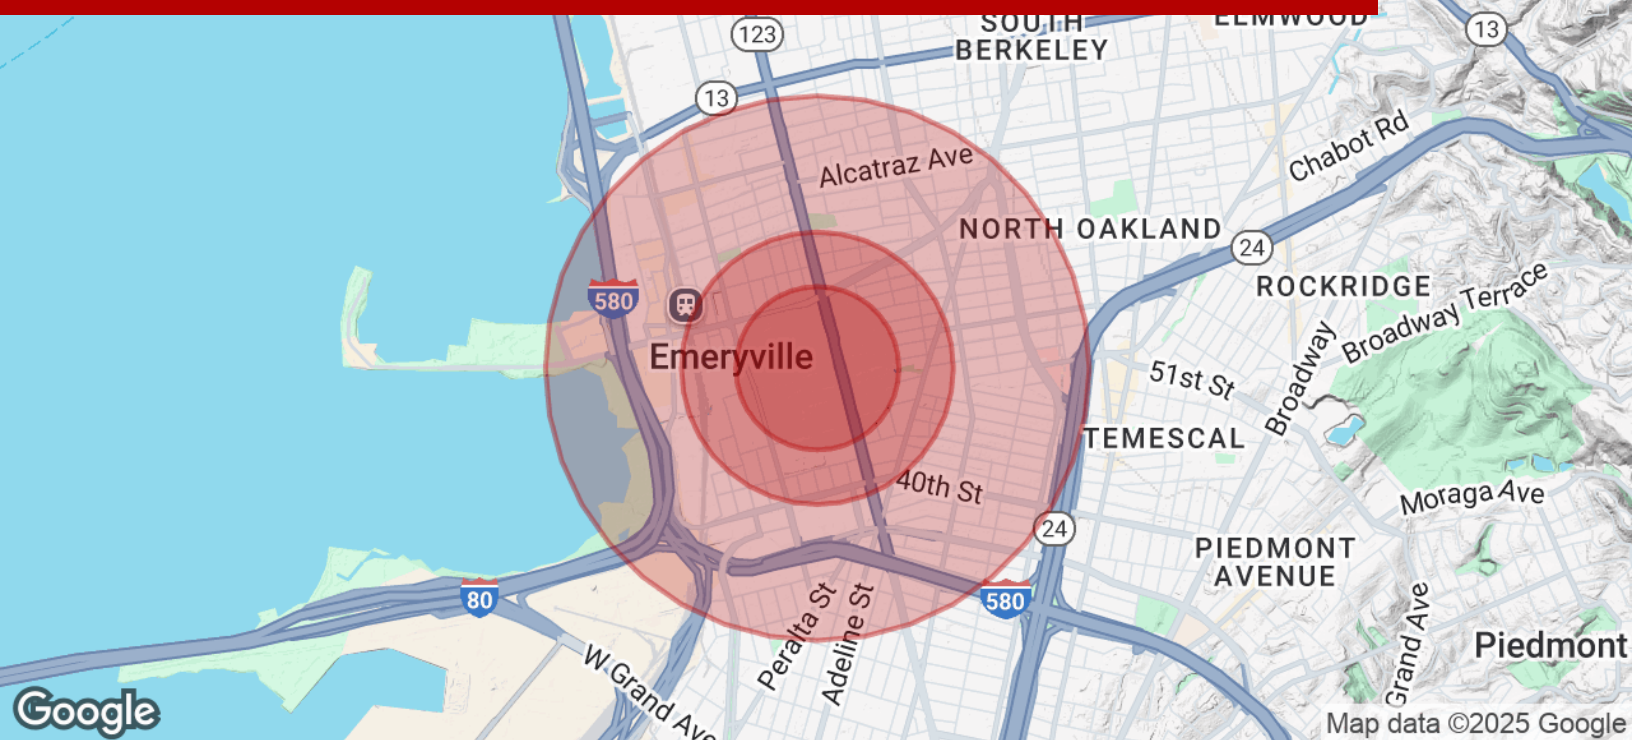 SOUTH
BERKELEY
ELMWOOD
123
13
13
Alcatraz Ave
Chabot Rd
NORTH OAKLAND
24
ROCKRIDGE
580
Broadway Terrace
Emeryville
51st St
Broadway
TEMESCAL
40th St
Moraga Ave
24
PIEDMONT
AVENUE
80
580
Peralta St
Adeline St
Grand Ave
Piedmont
W Grand Ave
Google
Map data ©2025 Google